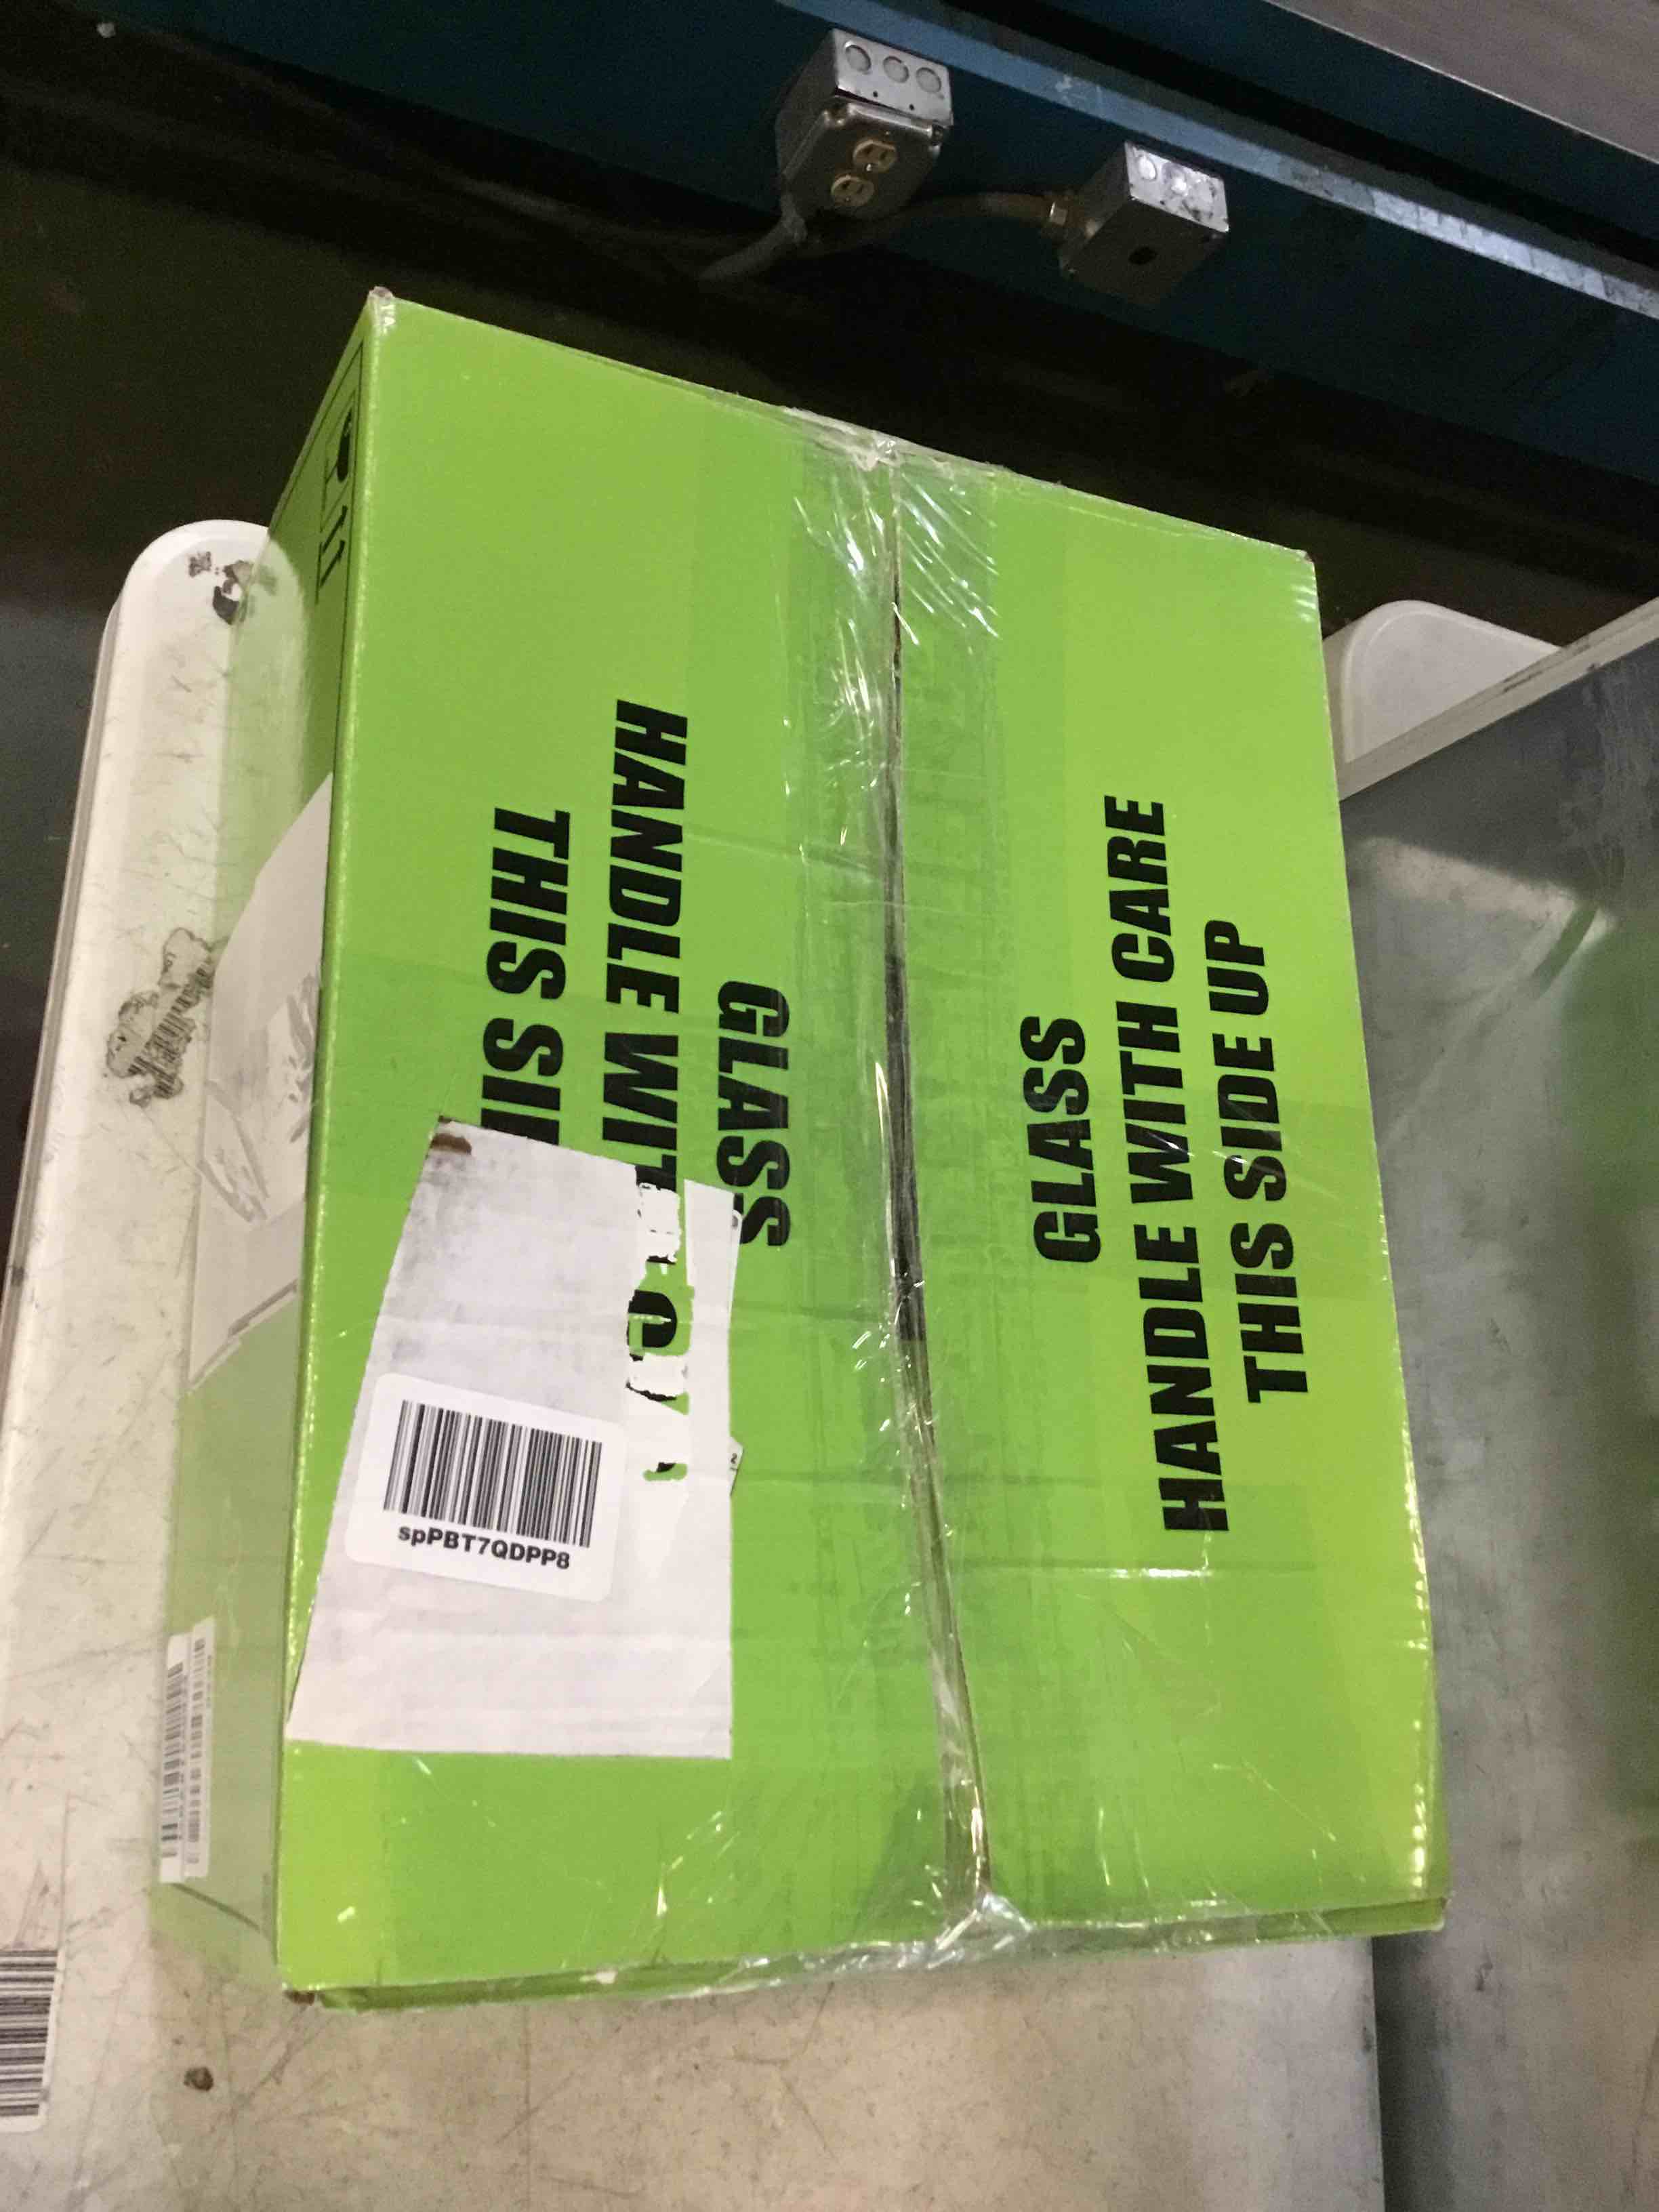 GLASS
HANDLE WITH CARE
THIS SIDE UP
GLASS
HANDLE WIT
THIS SI
spPBT7QDPP8